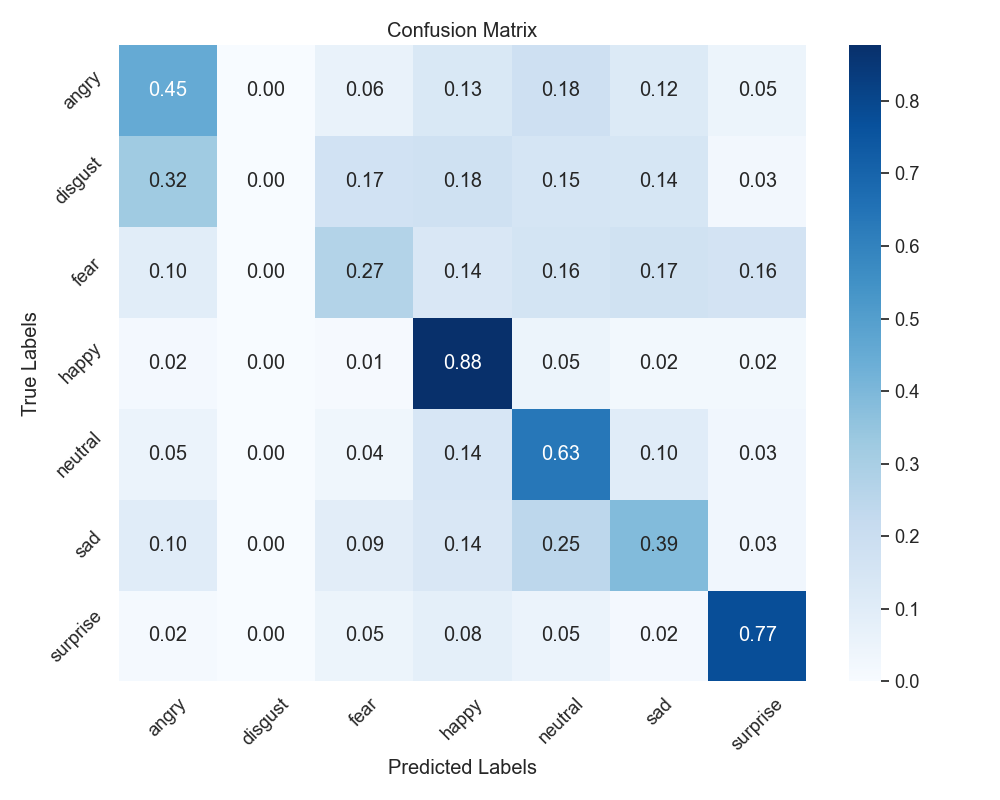 Confusion Matrix
angry 0.45 0.00 0.06 0.13 0.18 0.12 0.05
disgust 0.32 0.00 0.17 0.18 0.15 0.14 0.03
fear 0.10 0.00 0.27 0.14 0.16 0.17 0.16
happy 0.02 0.00 0.01 0.88 0.05 0.02 0.02
neutral 0.05 0.00 0.04 0.14 0.63 0.10 0.03
sad 0.10 0.00 0.09 0.14 0.25 0.39 0.03
surprise 0.02 0.00 0.05 0.08 0.05 0.02 0.77
angry disgust fear happy neutral sad surprise
Predicted Labels
True Labels
0.8
0.7
0.6
0.5
0.4
0.3
0.2
0.1
0.0